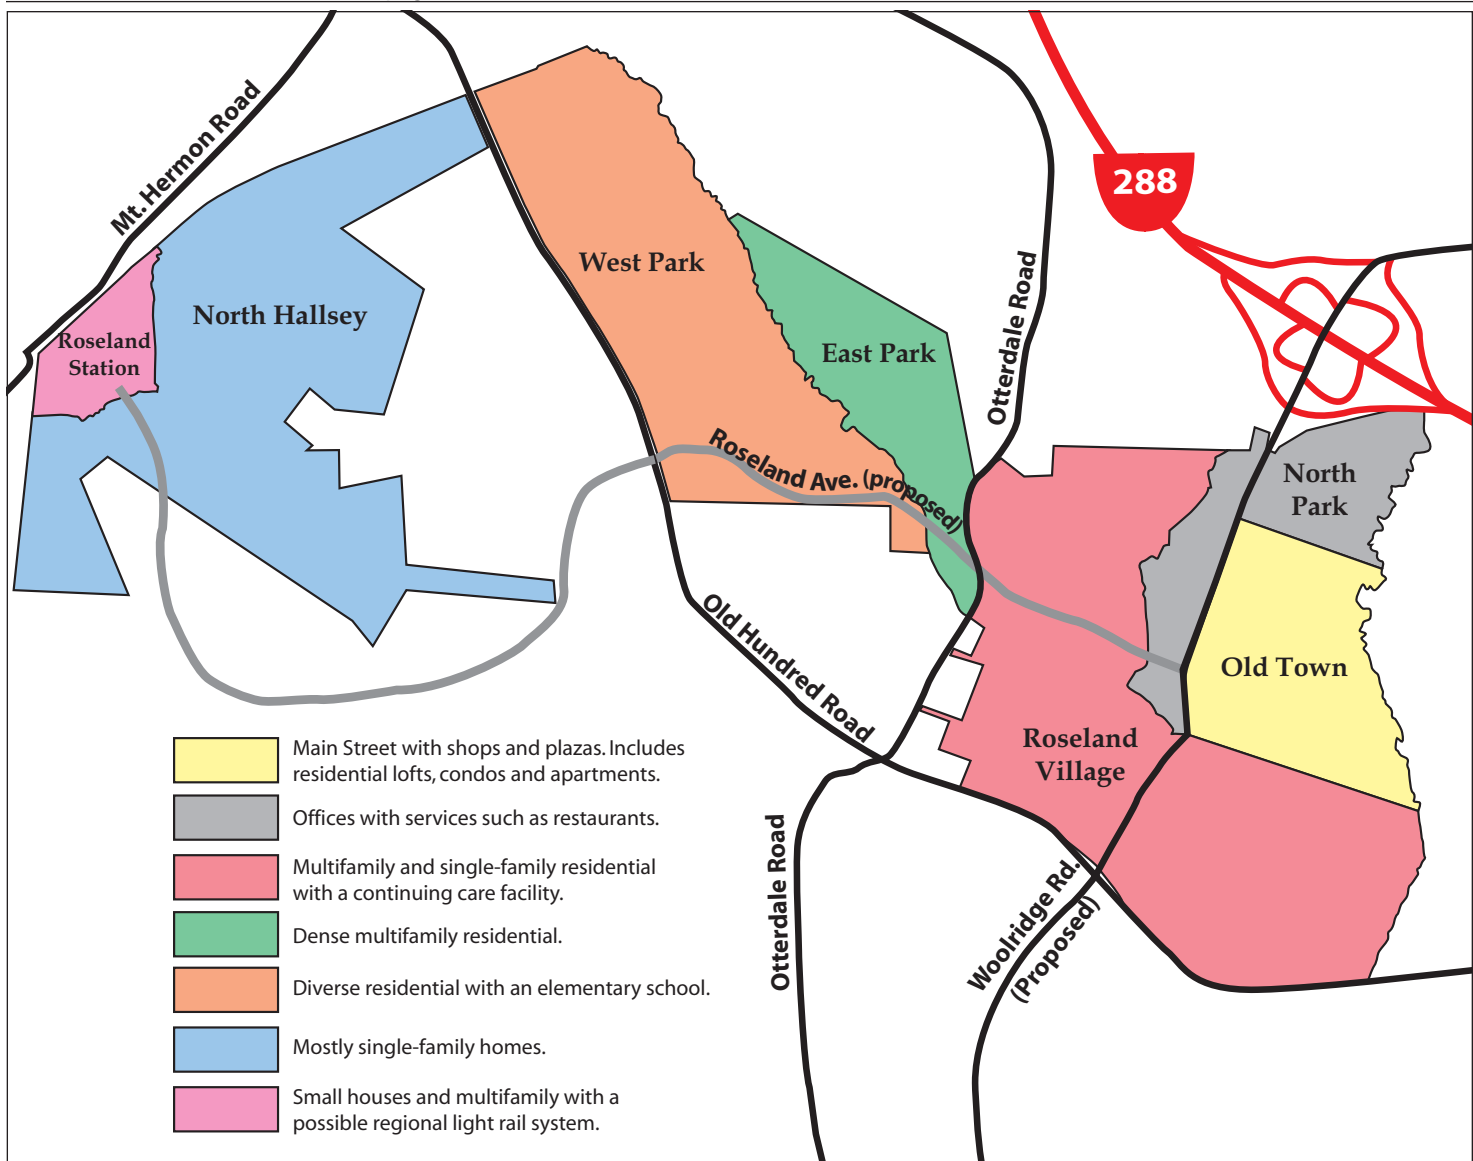 Mt. Hermon Road
288
West Park
North Hallsey
Roseland
Station
East Park
Otterdale Road
Roseland Ave. (proposed)
North
Park
Old Hundred Road
Old Town
Roseland
Village
Main Street with shops and plazas. Includes
residential lofts, condos and apartments.
Offices with services such as restaurants.
Multifamily and single-family residential
with a continuing care facility.
Dense multifamily residential.
Diverse residential with an elementary school.
Mostly single-family homes.
Small houses and multifamily with a
possible regional light rail system.
Otterdale Road
Woolridge Rd.
(Proposed)